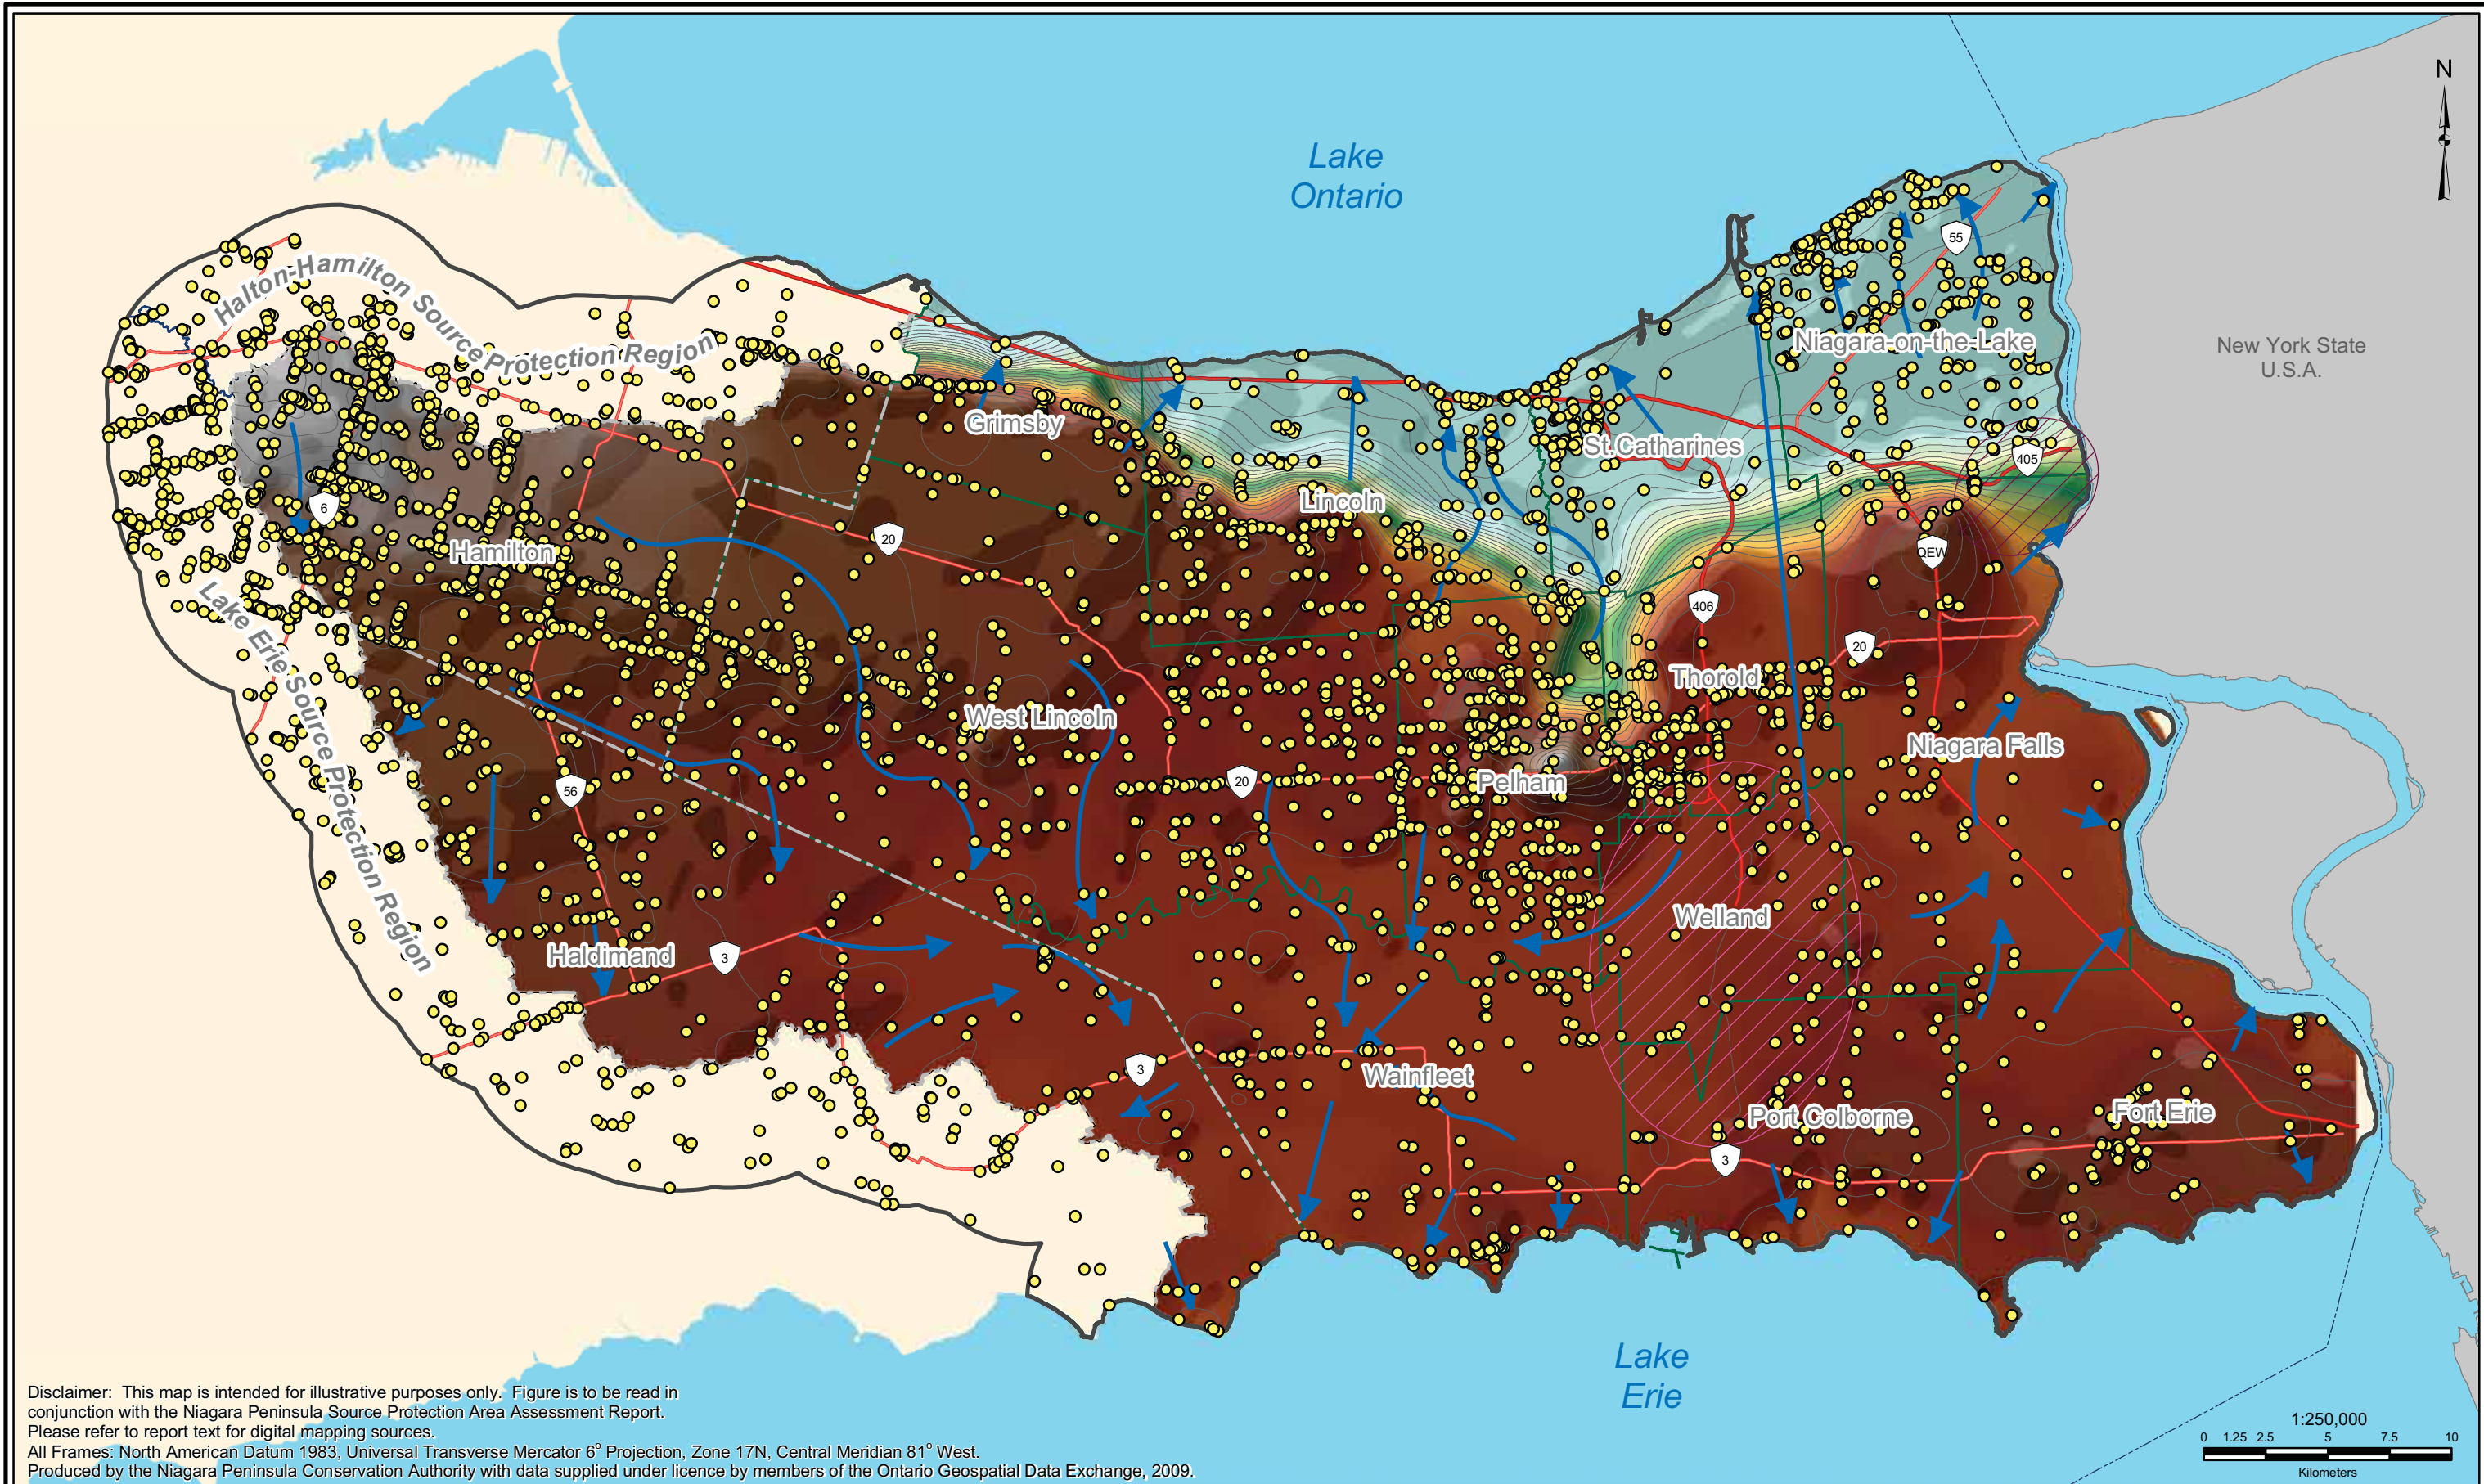 N
Lake
Ontario
55
Halton-Hamilton Source Protection Region
Niagara-on-the-Lake
New York State
U.S.A.
Grimsby
St.Catharines
405
Lincoln
6
20
Hamilton
QEW
Lake Erie Source Protection Region
406
20
Thorold
West Lincoln
Niagara Falls
20
Pelham
56
Welland
Haldimand
3
3
Wainfleet
Port Colborne
Fort Erie
3
Lake
Erie
Disclaimer: This map is intended for illustrative purposes only. Figure is to be read in
conjunction with the Niagara Peninsula Source Protection Area Assessment Report.
Please refer to report text for digital mapping sources.
All Frames: North American Datum 1983, Universal Transverse Mercator 6° Projection, Zone 17N, Central Meridian 81° West.
Produced by the Niagara Peninsula Conservation Authority with data supplied under licence by members of the Ontario Geospatial Data Exchange, 2009.
1:250,000
0 1.25 2.5 5 7.5 10
Kilometers